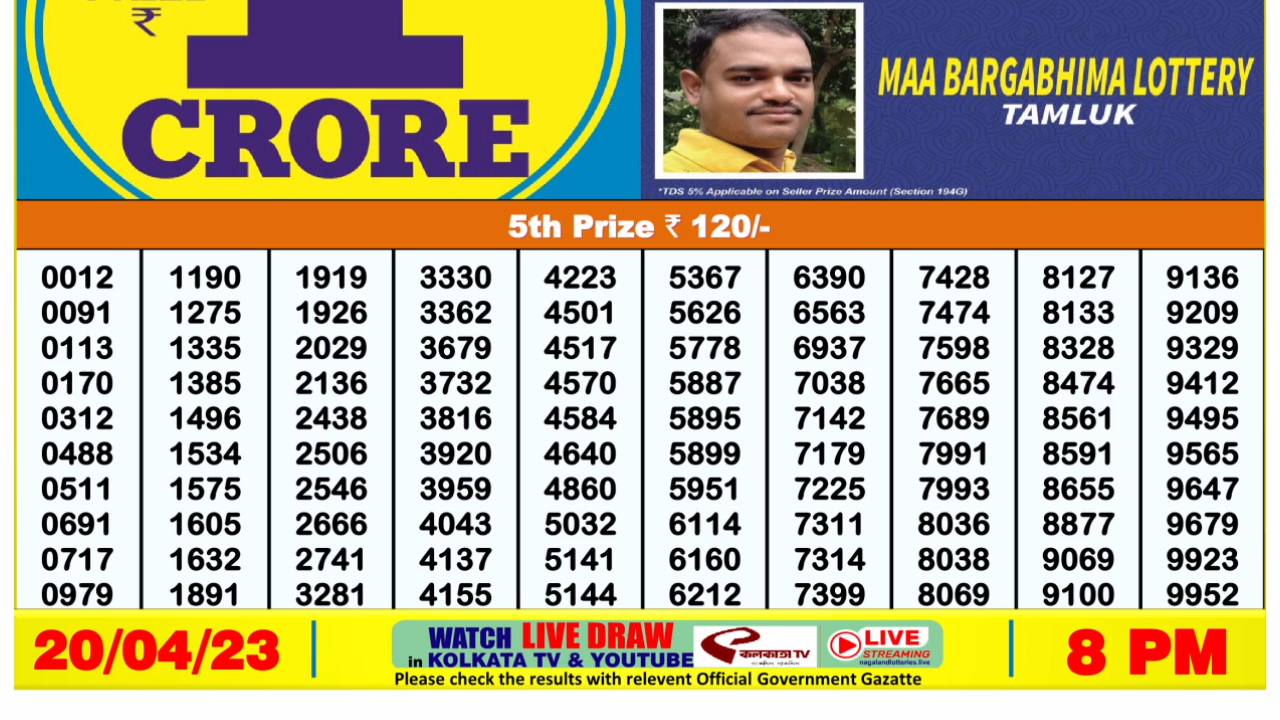 ₹
1
CRORE
MAA BARGABHIMA LOTTERY
TAMLUK
*TDS 5% Applicable on Seller Prize Amount (Section 194G)
5th Prize ₹ 120/-
0012 1190 1919 3330 4223 5367 6390 7428 8127 9136
0091 1275 1926 3362 4501 5626 6563 7474 8133 9209
0113 1335 2029 3679 4517 5778 6937 7598 8328 9329
0170 1385 2136 3732 4570 5887 7038 7665 8474 9412
0312 1496 2438 3816 4584 5895 7142 7689 8561 9495
0488 1534 2506 3920 4640 5899 7179 7991 8591 9565
0511 1575 2546 3959 4860 5951 7225 7993 8655 9647
0691 1605 2666 4043 5032 6114 7311 8036 8877 9679
0717 1632 2741 4137 5141 6160 7314 8038 9069 9923
0979 1891 3281 4155 5144 6212 7399 8069 9100 9952
20/04/23
WATCH LIVE DRAW
in KOLKATA TV & YOUTUBE
কলকাতা TV
LIVE
STREAMING
nagalandlotteries.live
8 PM
Please check the results with relevent Official Government Gazatte